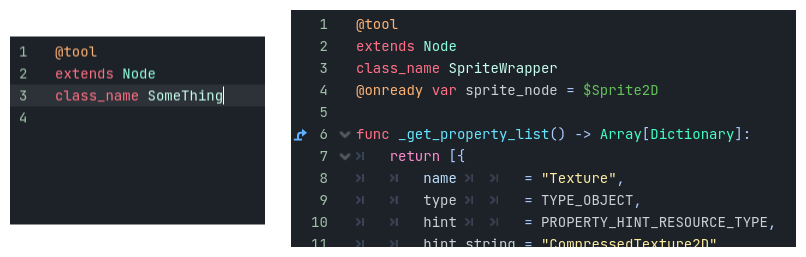 1 @tool
2 extends Node
3 class_name SomeThing
4
1 @tool
2 extends Node
3 class_name SpriteWrapper
4 @onready var sprite_node = $Sprite2D
5
6 func _get_property_list() -> Array[Dictionary]:
7 return [{
8 name = "Texture",
9 type = TYPE_OBJECT,
10 hint = PROPERTY_HINT_RESOURCE_TYPE,
11 hint_string = "CompressedTexture2D"